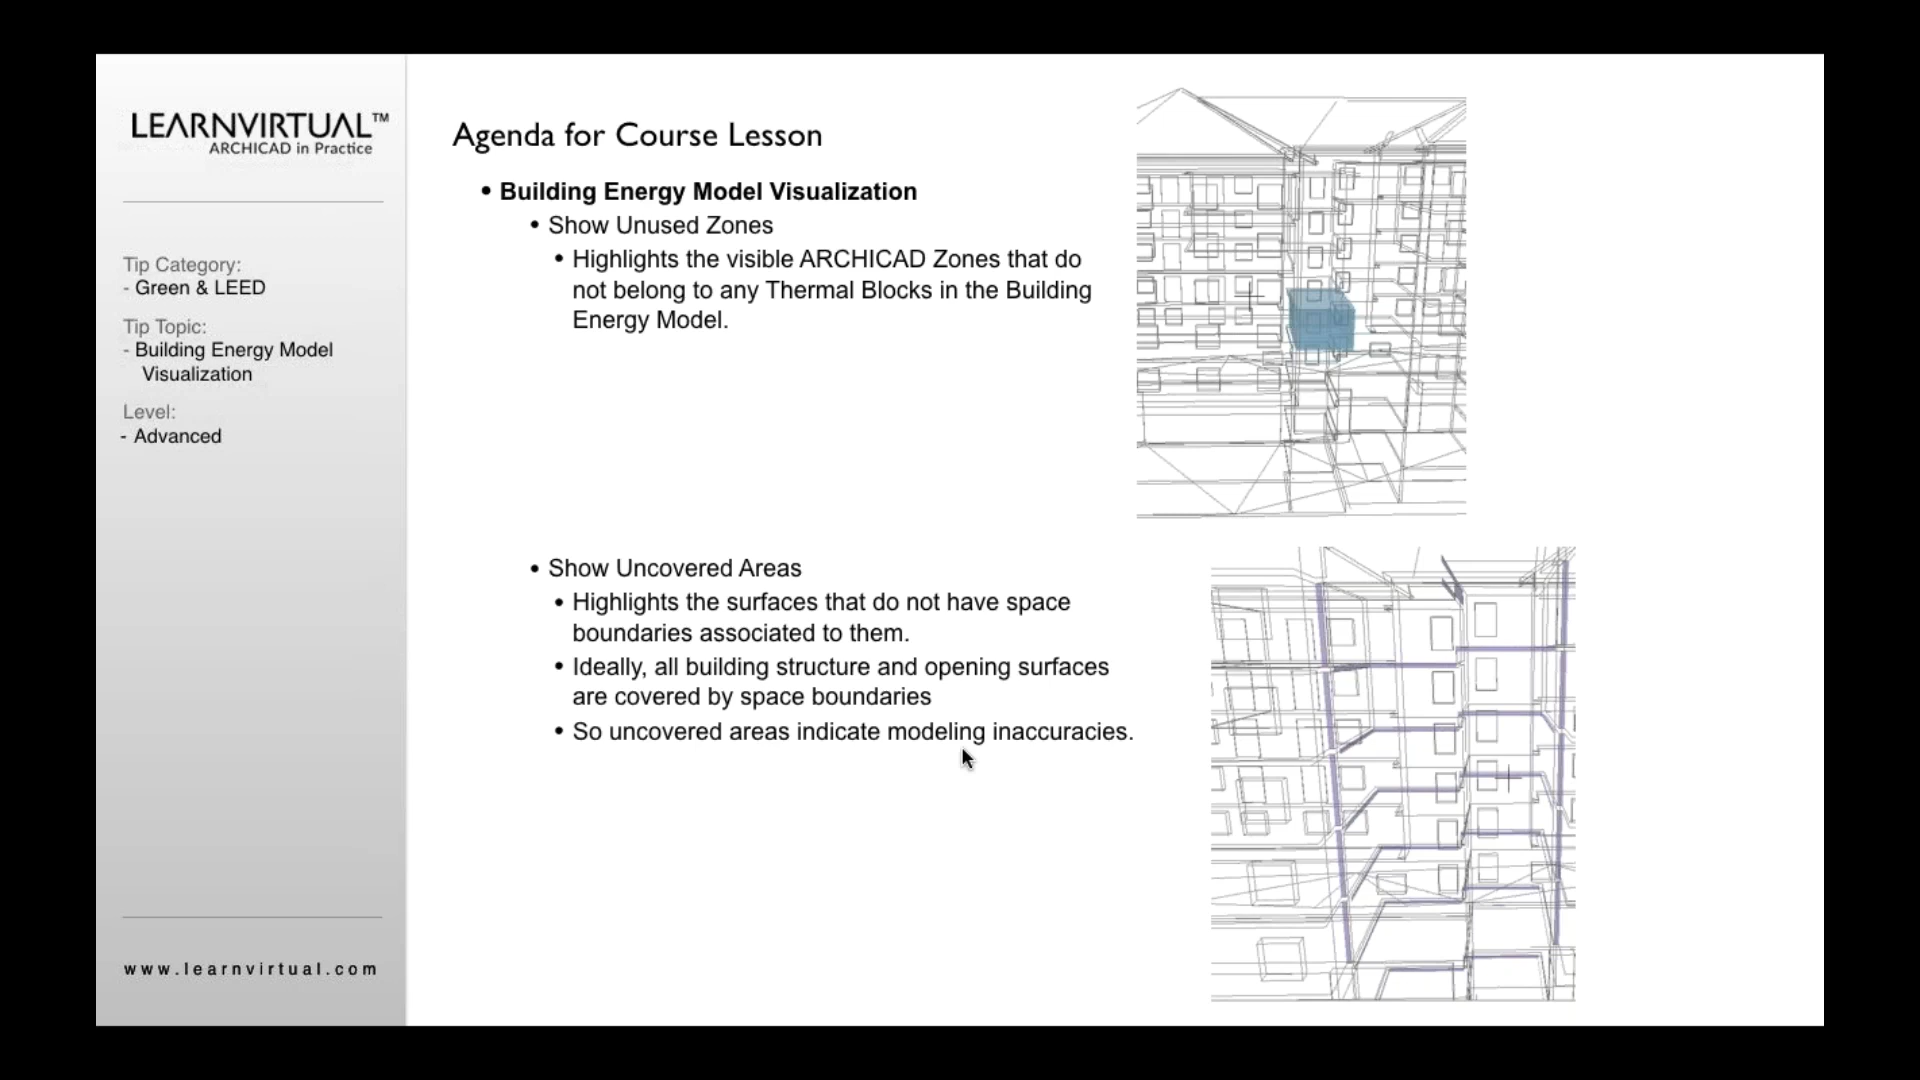 LEARNVIRTUAL™
ARCHICAD in Practice
Tip Category:
- Green & LEED
Tip Topic:
- Building Energy Model
Visualization
Level:
- Advanced
www.learnvirtual.com
Agenda for Course Lesson
• Building Energy Model Visualization
• Show Unused Zones
• Highlights the visible ARCHICAD Zones that do
not belong to any Thermal Blocks in the Building
Energy Model.
• Show Uncovered Areas
• Highlights the surfaces that do not have space
boundaries associated to them.
• Ideally, all building structure and opening surfaces
are covered by space boundaries
• So uncovered areas indicate modeling inaccuracies.